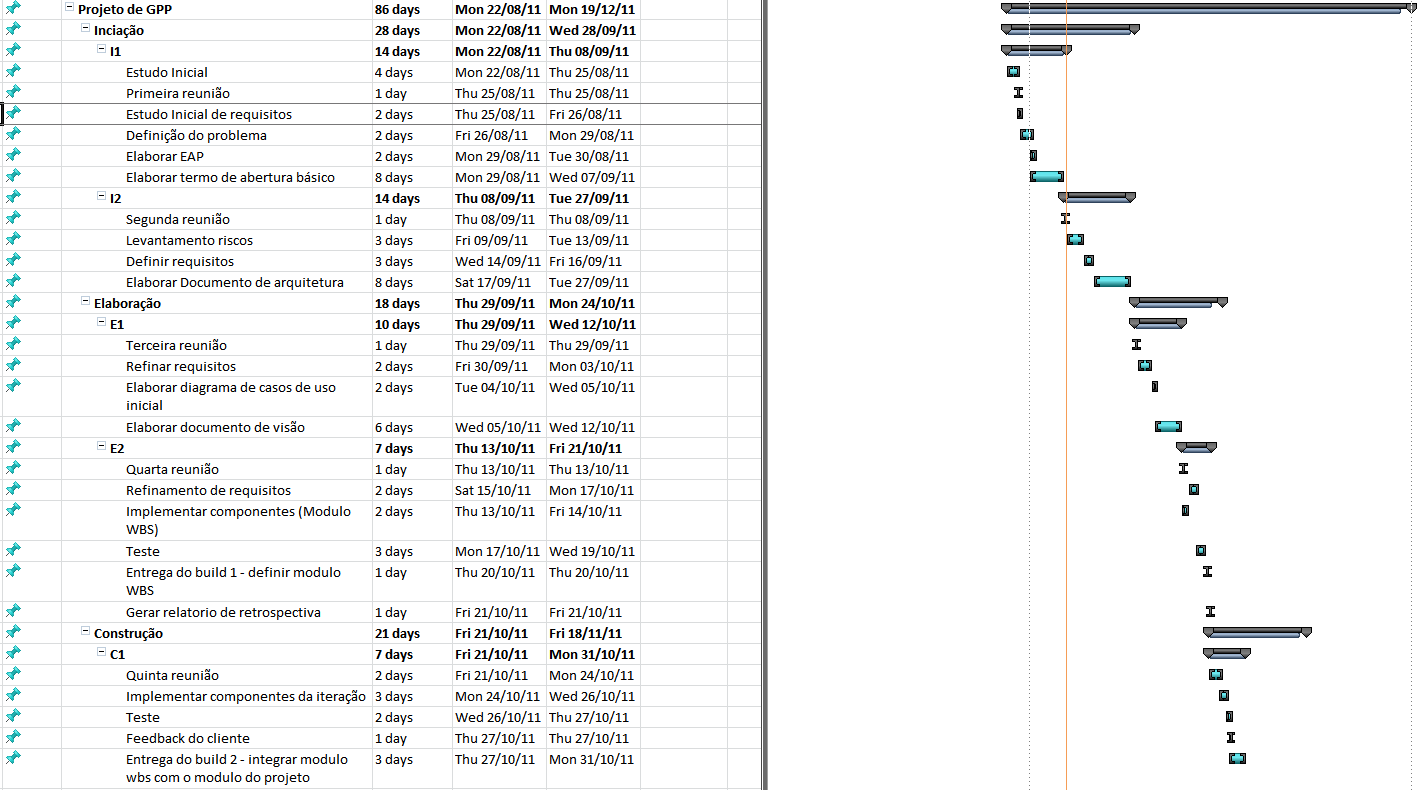 Projeto de GPP 86 days Mon 22/08/11 Mon 19/12/11
Inciação 28 days Mon 22/08/11 Wed 28/09/11
I1 14 days Mon 22/08/11 Thu 08/09/11
Estudo Inicial 4 days Mon 22/08/11 Thu 25/08/11
Primeira reunião 1 day Thu 25/08/11 Thu 25/08/11
Estudo Inicial de requisitos 2 days Thu 25/08/11 Fri 26/08/11
Definição do problema 2 days Fri 26/08/11 Mon 29/08/11
Elaborar EAP 2 days Mon 29/08/11 Tue 30/08/11
Elaborar termo de abertura básico 8 days Mon 29/08/11 Wed 07/09/11
I2 14 days Thu 08/09/11 Tue 27/09/11
Segunda reunião 1 day Thu 08/09/11 Thu 08/09/11
Levantamento riscos 3 days Fri 09/09/11 Tue 13/09/11
Definir requisitos 3 days Wed 14/09/11 Fri 16/09/11
Elaborar Documento de arquitetura 8 days Sat 17/09/11 Tue 27/09/11
Elaboração 18 days Thu 29/09/11 Mon 24/10/11
E1 10 days Thu 29/09/11 Wed 12/10/11
Terceira reunião 1 day Thu 29/09/11 Thu 29/09/11
Refinar requisitos 2 days Fri 30/09/11 Mon 03/10/11
Elaborar diagrama de casos de uso 2 days Tue 04/10/11 Wed 05/10/11
inicial
Elaborar documento de visão 6 days Wed 05/10/11 Wed 12/10/11
E2 7 days Thu 13/10/11 Fri 21/10/11
Quarta reunião 1 day Thu 13/10/11 Thu 13/10/11
Refinamento de requisitos 2 days Sat 15/10/11 Mon 17/10/11
Implementar componentes (Modulo 2 days Thu 13/10/11 Fri 14/10/11
WBS)
Teste 3 days Mon 17/10/11 Wed 19/10/11
Entrega do build 1 - definir modulo 1 day Thu 20/10/11 Thu 20/10/11
WBS
Gerar relatorio de retrospectiva 1 day Fri 21/10/11 Fri 21/10/11
Construção 21 days Fri 21/10/11 Fri 18/11/11
C1 7 days Fri 21/10/11 Mon 31/10/11
Quinta reunião 2 days Fri 21/10/11 Mon 24/10/11
Implementar componentes da iteração 3 days Mon 24/10/11 Wed 26/10/11
Teste 2 days Wed 26/10/11 Thu 27/10/11
Feedback do cliente 1 day Thu 27/10/11 Thu 27/10/11
Entrega do build 2 - integrar modulo 3 days Thu 27/10/11 Mon 31/10/11
wbs com o modulo do projeto